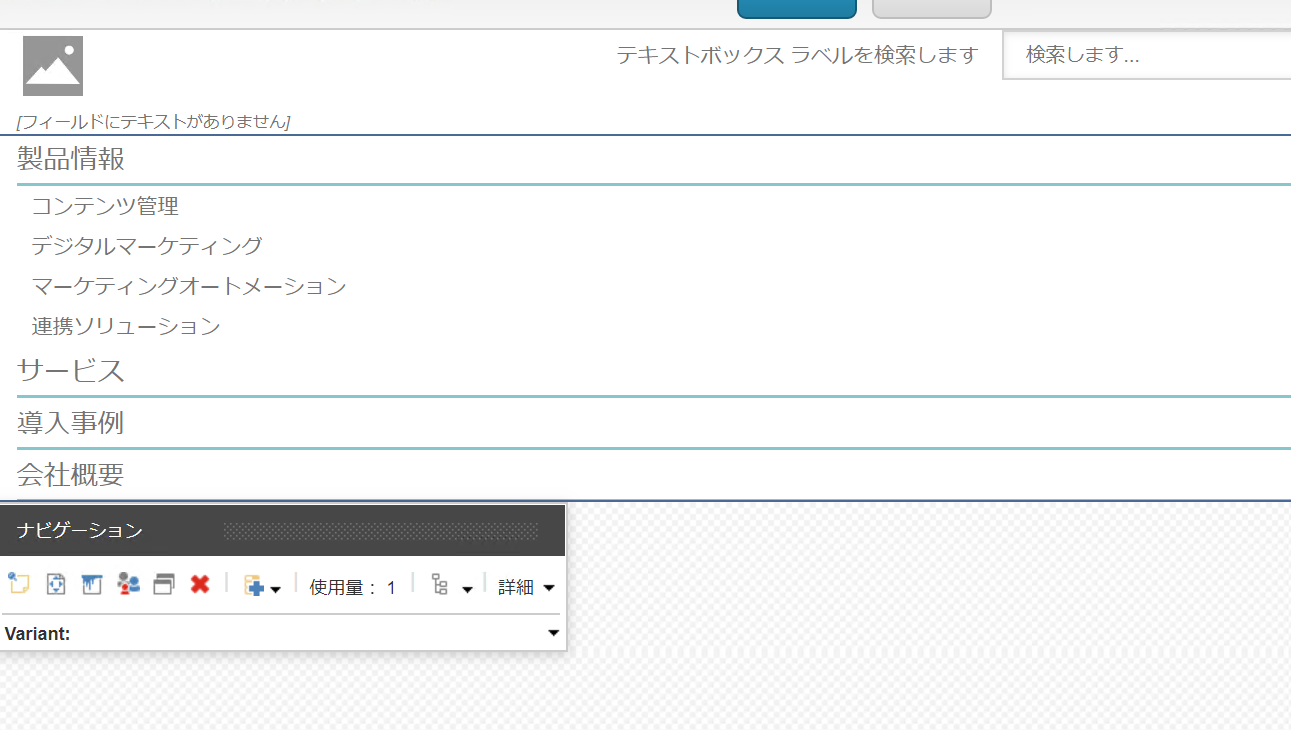 テキストボックス ラベルを検索します
検索します...
[フィールドにテキストがありません]
製品情報
コンテンツ管理
デジタルマーケティング
マーケティングオートメーション
連携ソリューション
サービス
導入事例
会社概要
ナビゲーション
使用量： 1
詳細
Variant: